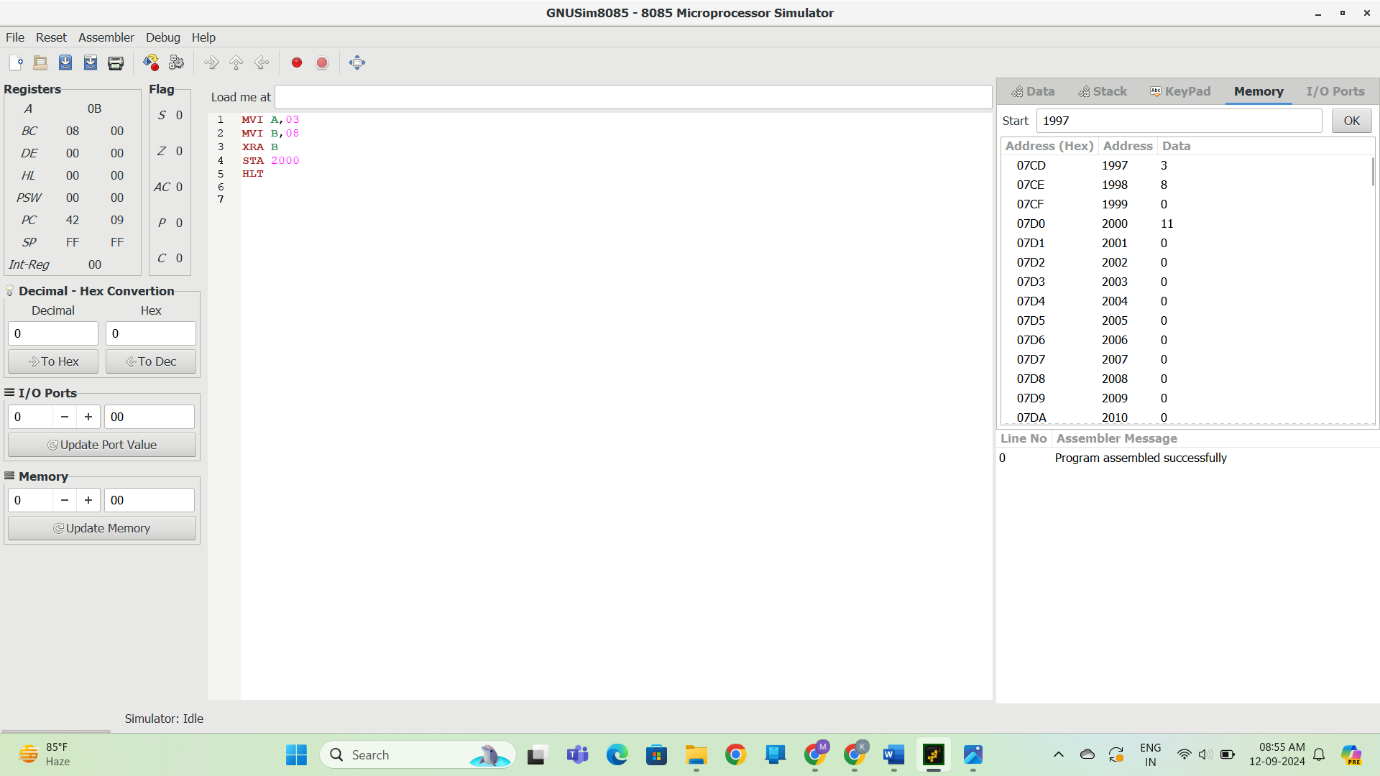 GNUSim8085 - 8085 Microprocessor Simulator
File Reset Assembler Debug Help
Registers
A 0B
BC 08 00
DE 00 00
HL 00 00
PSW 00 00
PC 42 09
SP FF FF
Int-Reg 00
Flag
S 0
Z 0
AC 0
P 0
C 0
Decimal - Hex Convertion
Decimal Hex
0 0
To Hex To Dec
I/O Ports
0 − + 00
Update Port Value
Memory
0 − + 00
Update Memory
Load me at
1 MVI A,03
2 MVI B,08
3 XRA B
4 STA 2000
5 HLT
6
7
Data Stack KeyPad Memory I/O Ports
Start 1997 OK
Address (Hex) Address Data
07CD 1997 3
07CE 1998 8
07CF 1999 0
07D0 2000 11
07D1 2001 0
07D2 2002 0
07D3 2003 0
07D4 2004 0
07D5 2005 0
07D6 2006 0
07D7 2007 0
07D8 2008 0
07D9 2009 0
07DA 2010 0
Line No Assembler Message
0 Program assembled successfully
Simulator: Idle
85°F
Haze
Search
M
K
ENG
IN
08:55 AM
12-09-2024
PRE